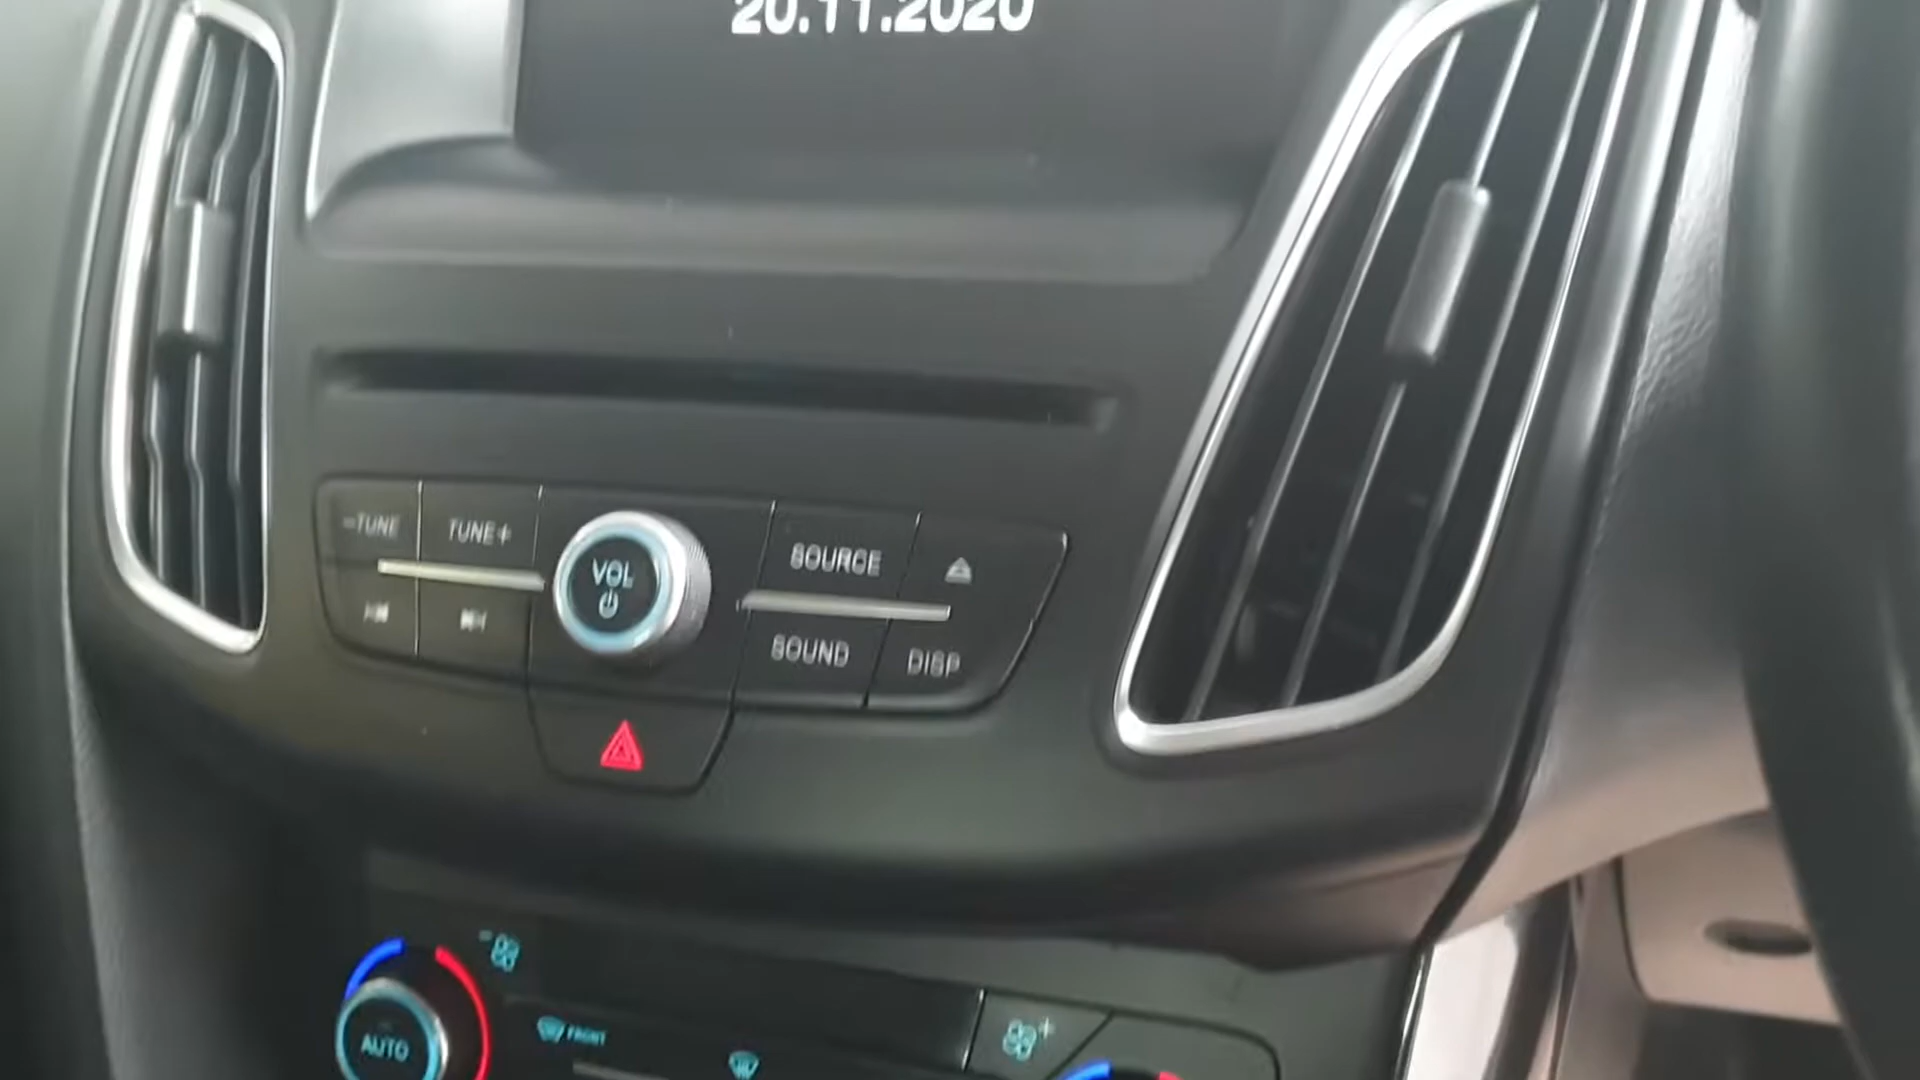 20.11.2020
-TUNE TUNE+
VOL
SOURCE
SOUND DISP
AUTO
FRONT